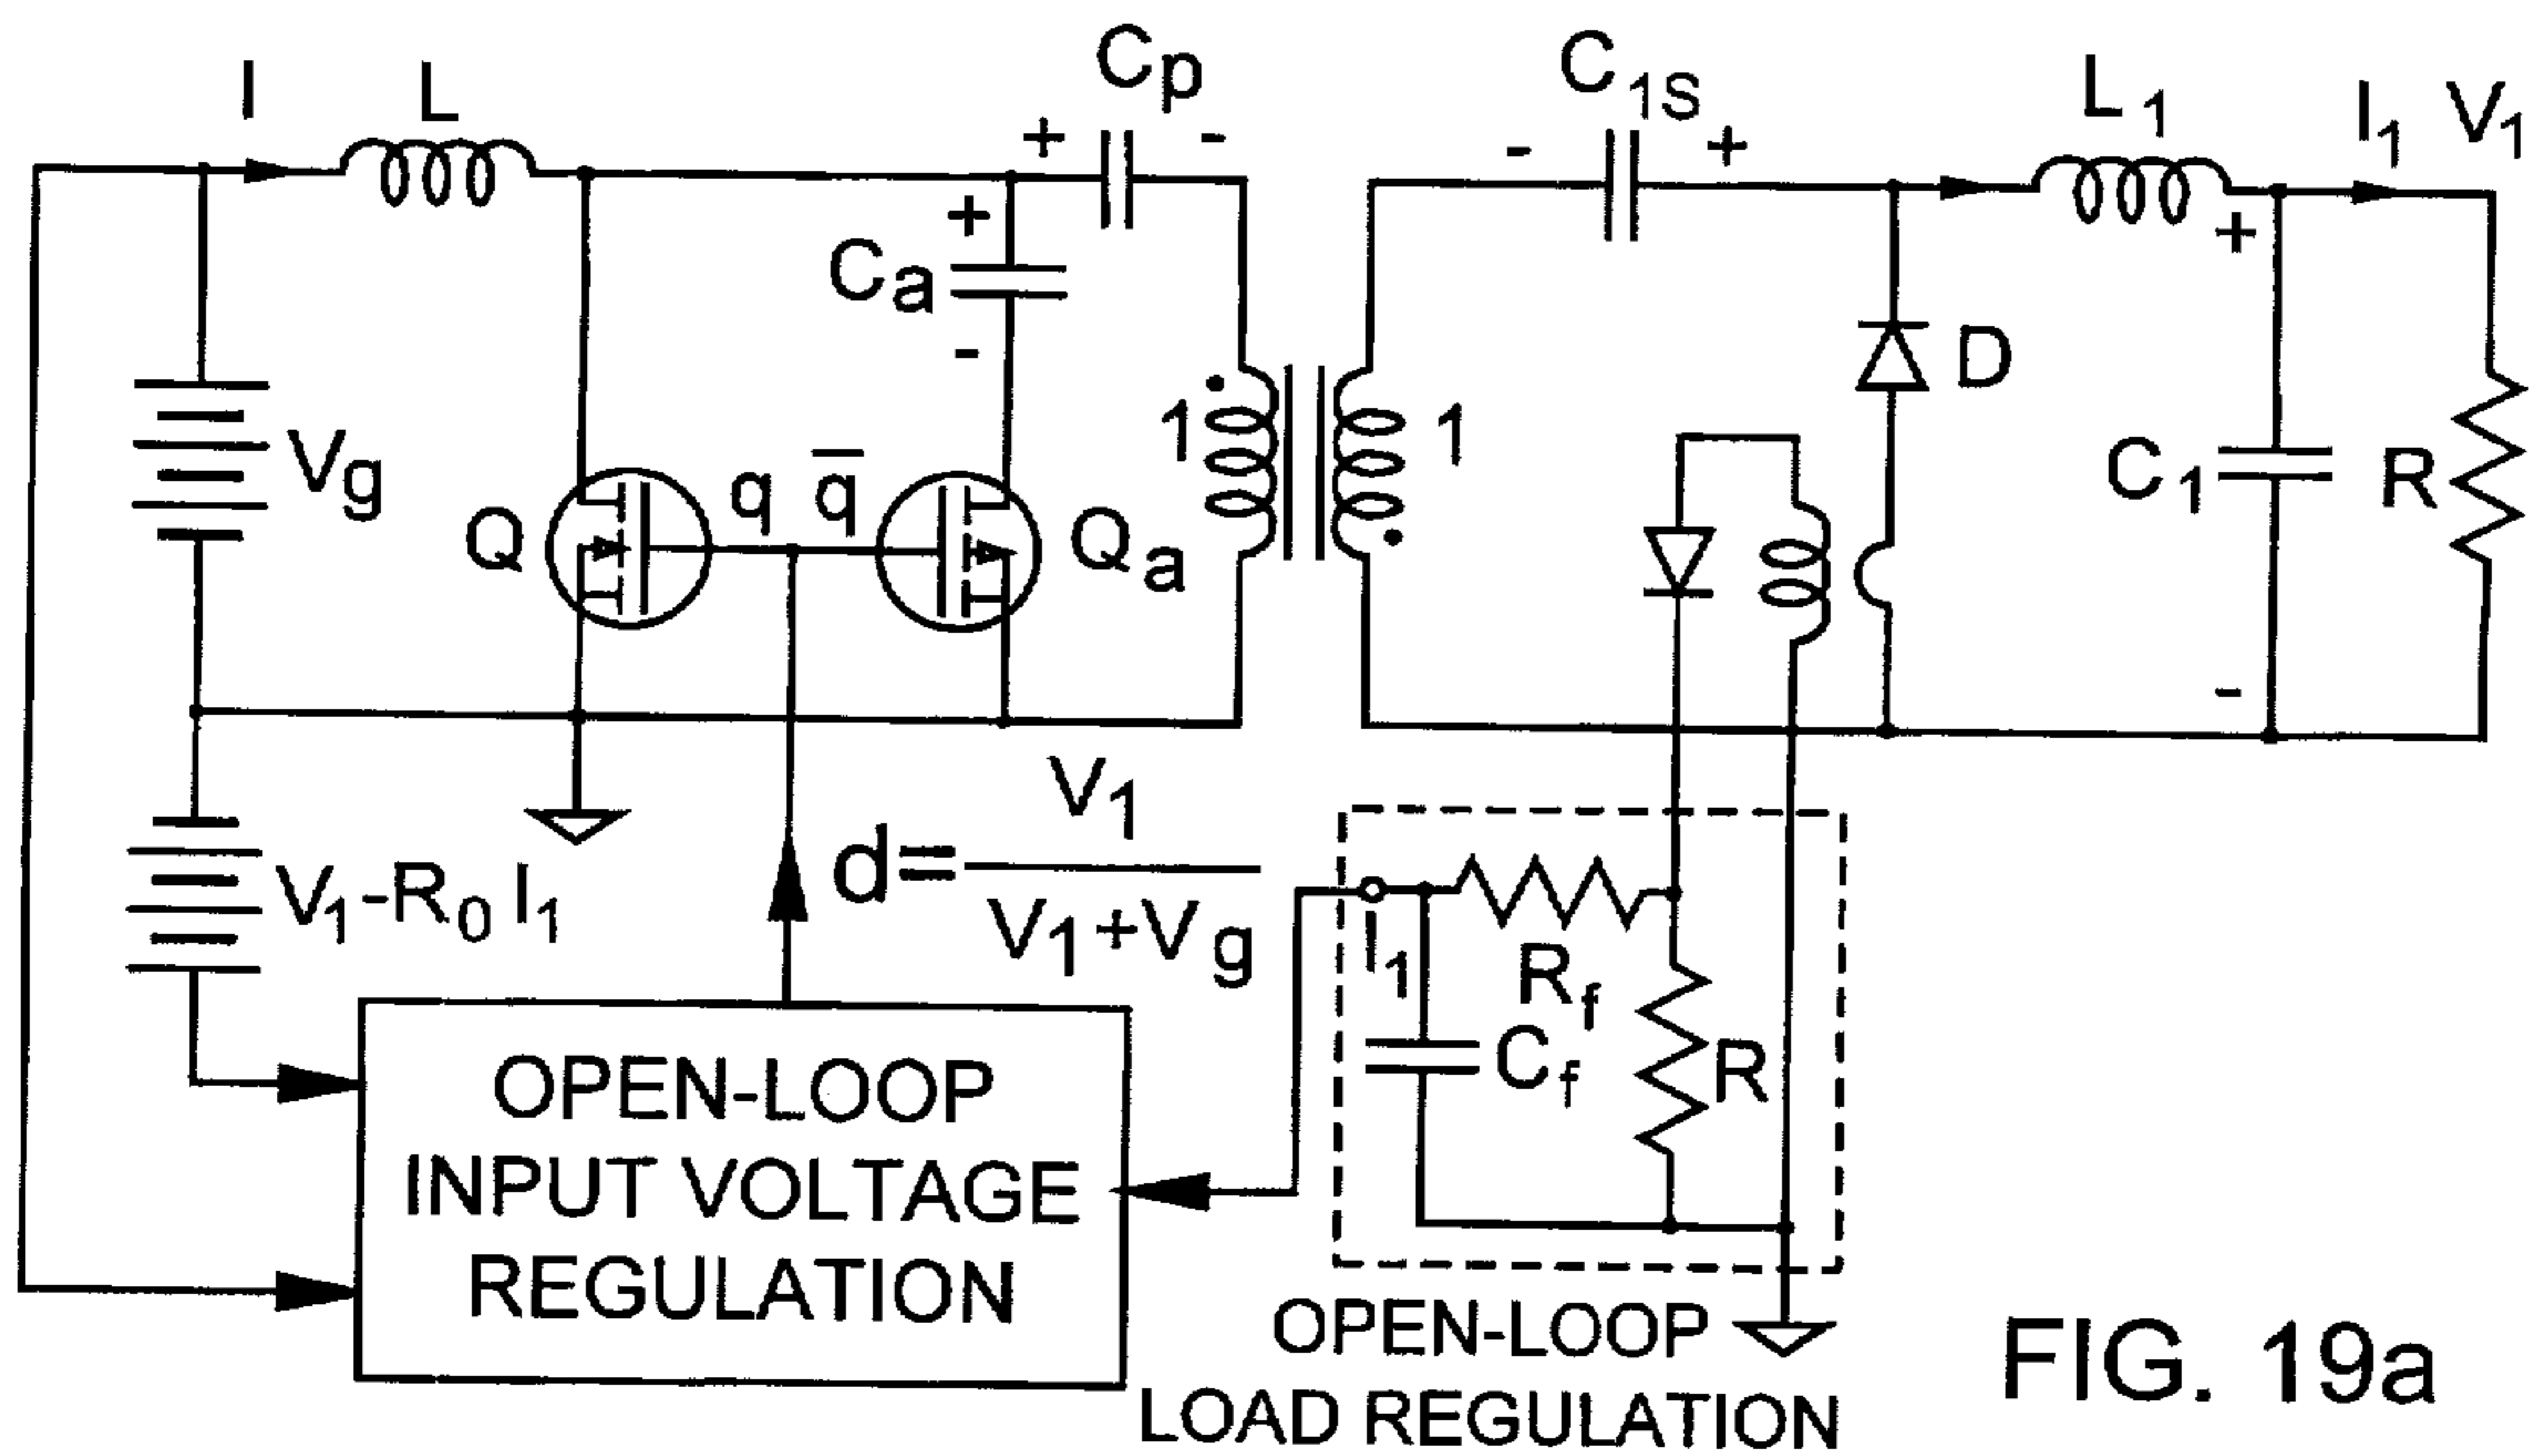 I
L
Cp
C1S
L1
I1
V1
+
-
-
+
+
Ca
-
+
Vg
Q
q
q̅
Qa
1
1
D
C1
R
-
V1-R0 I1
d= V1
V1+Vg
I1
Rf
Cf
R
OPEN-LOOP
INPUT VOLTAGE
REGULATION
OPEN-LOOP
LOAD REGULATION
FIG. 19a